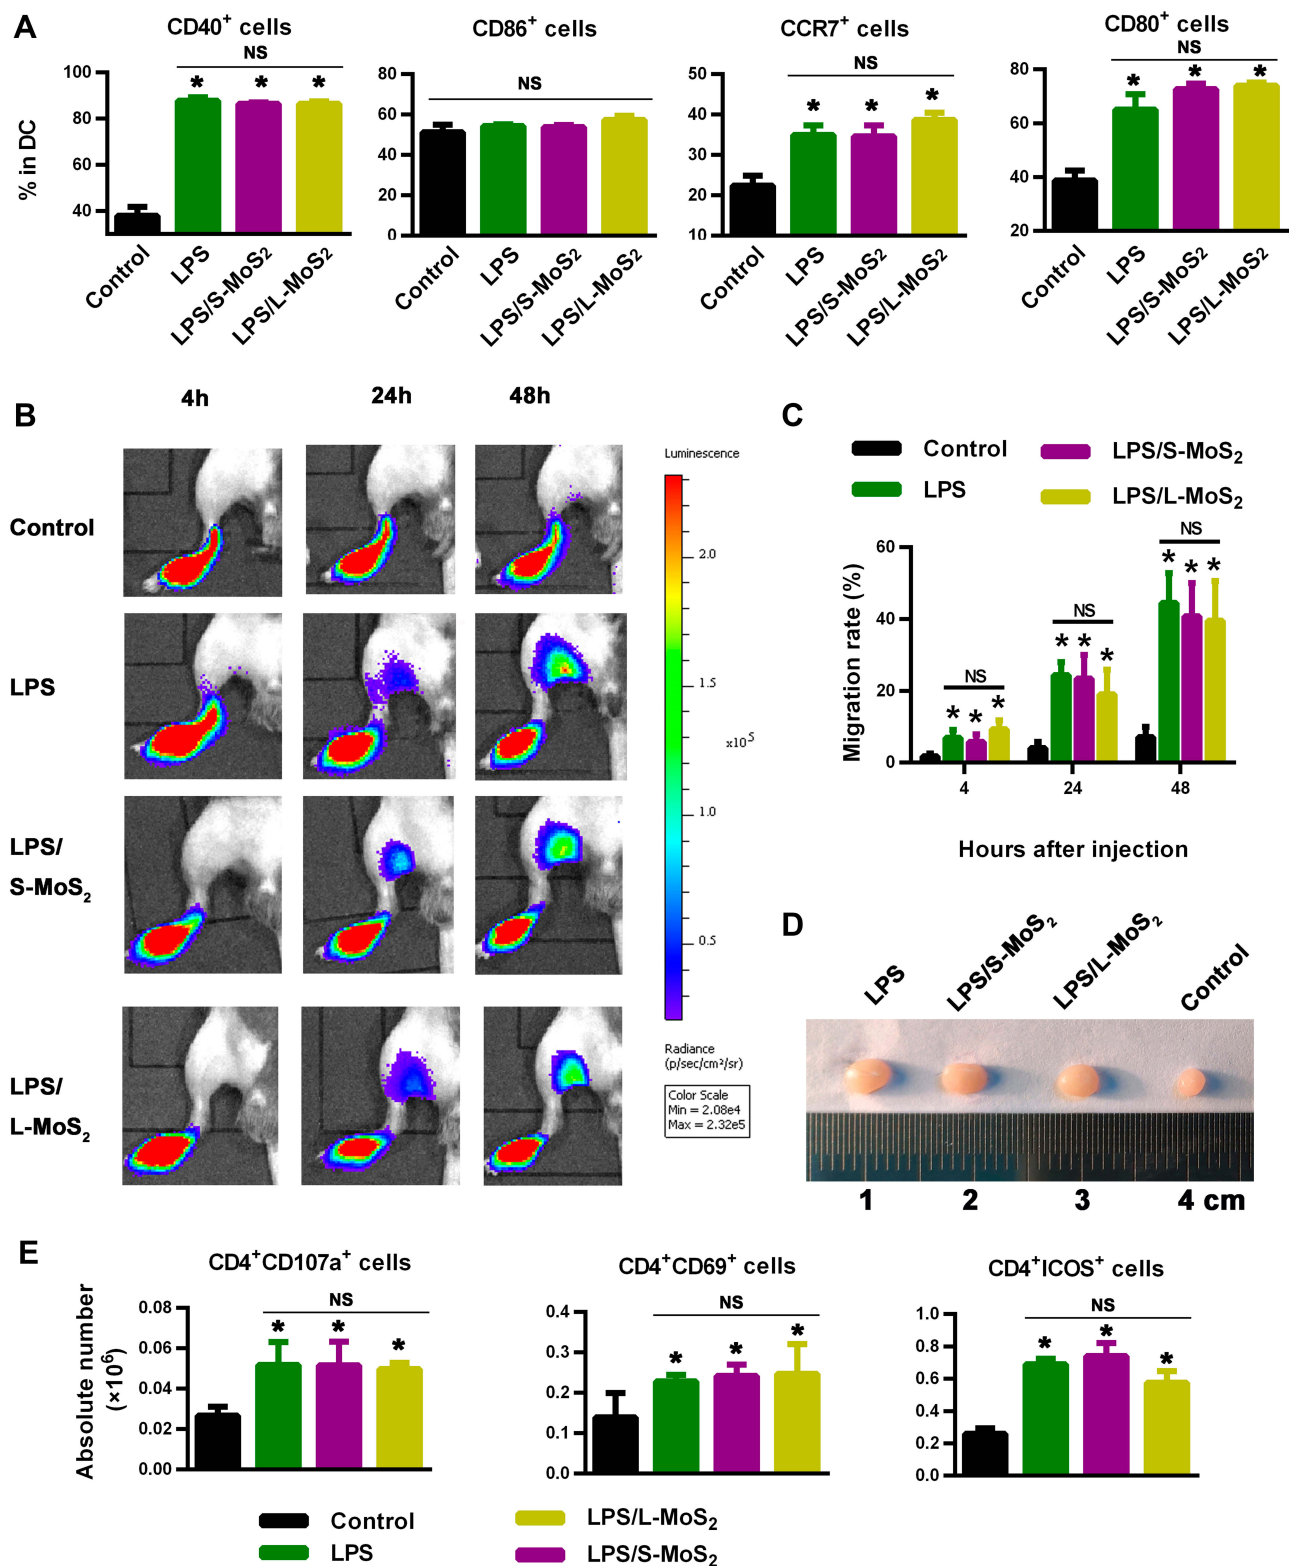 A
CD40+ cells
CD86+ cells
CCR7+ cells
CD80+ cells
NS
NS
NS
NS
% in DC
100
80
60
40
* * *
80
60
40
20
0
50
40
30
20
10
* * *
80
60
40
20
* * *
Control
LPS
LPS/S-MoS2
LPS/L-MoS2
Control
LPS
LPS/S-MoS2
LPS/L-MoS2
Control
LPS
LPS/S-MoS2
LPS/L-MoS2
Control
LPS
LPS/S-MoS2
LPS/L-MoS2
B
4h
24h
48h
Control
LPS
LPS/
S-MoS2
LPS/
L-MoS2
Luminescence
2.0
1.5
x10^5
1.0
0.5
Radiance
(p/sec/cm²/sr)
Color Scale
Min = 2.08e4
Max = 2.32e5
C
Control
LPS/S-MoS2
LPS
LPS/L-MoS2
Migration rate (%)
60
40
20
0
NS
* * *
NS
* * *
NS
* * *
4
24
48
Hours after injection
D
LPS
LPS/S-MoS2
LPS/L-MoS2
Control
1
2
3
4 cm
E
CD4+CD107a+ cells
CD4+CD69+ cells
CD4+ICOS+ cells
Absolute number
(×10^6)
0.08
0.06
0.04
0.02
0.00
NS
* * *
0.4
0.3
0.2
0.1
0.0
NS
* * *
1.0
0.8
0.6
0.4
0.2
0.0
NS
* * *
Control
LPS/L-MoS2
LPS
LPS/S-MoS2